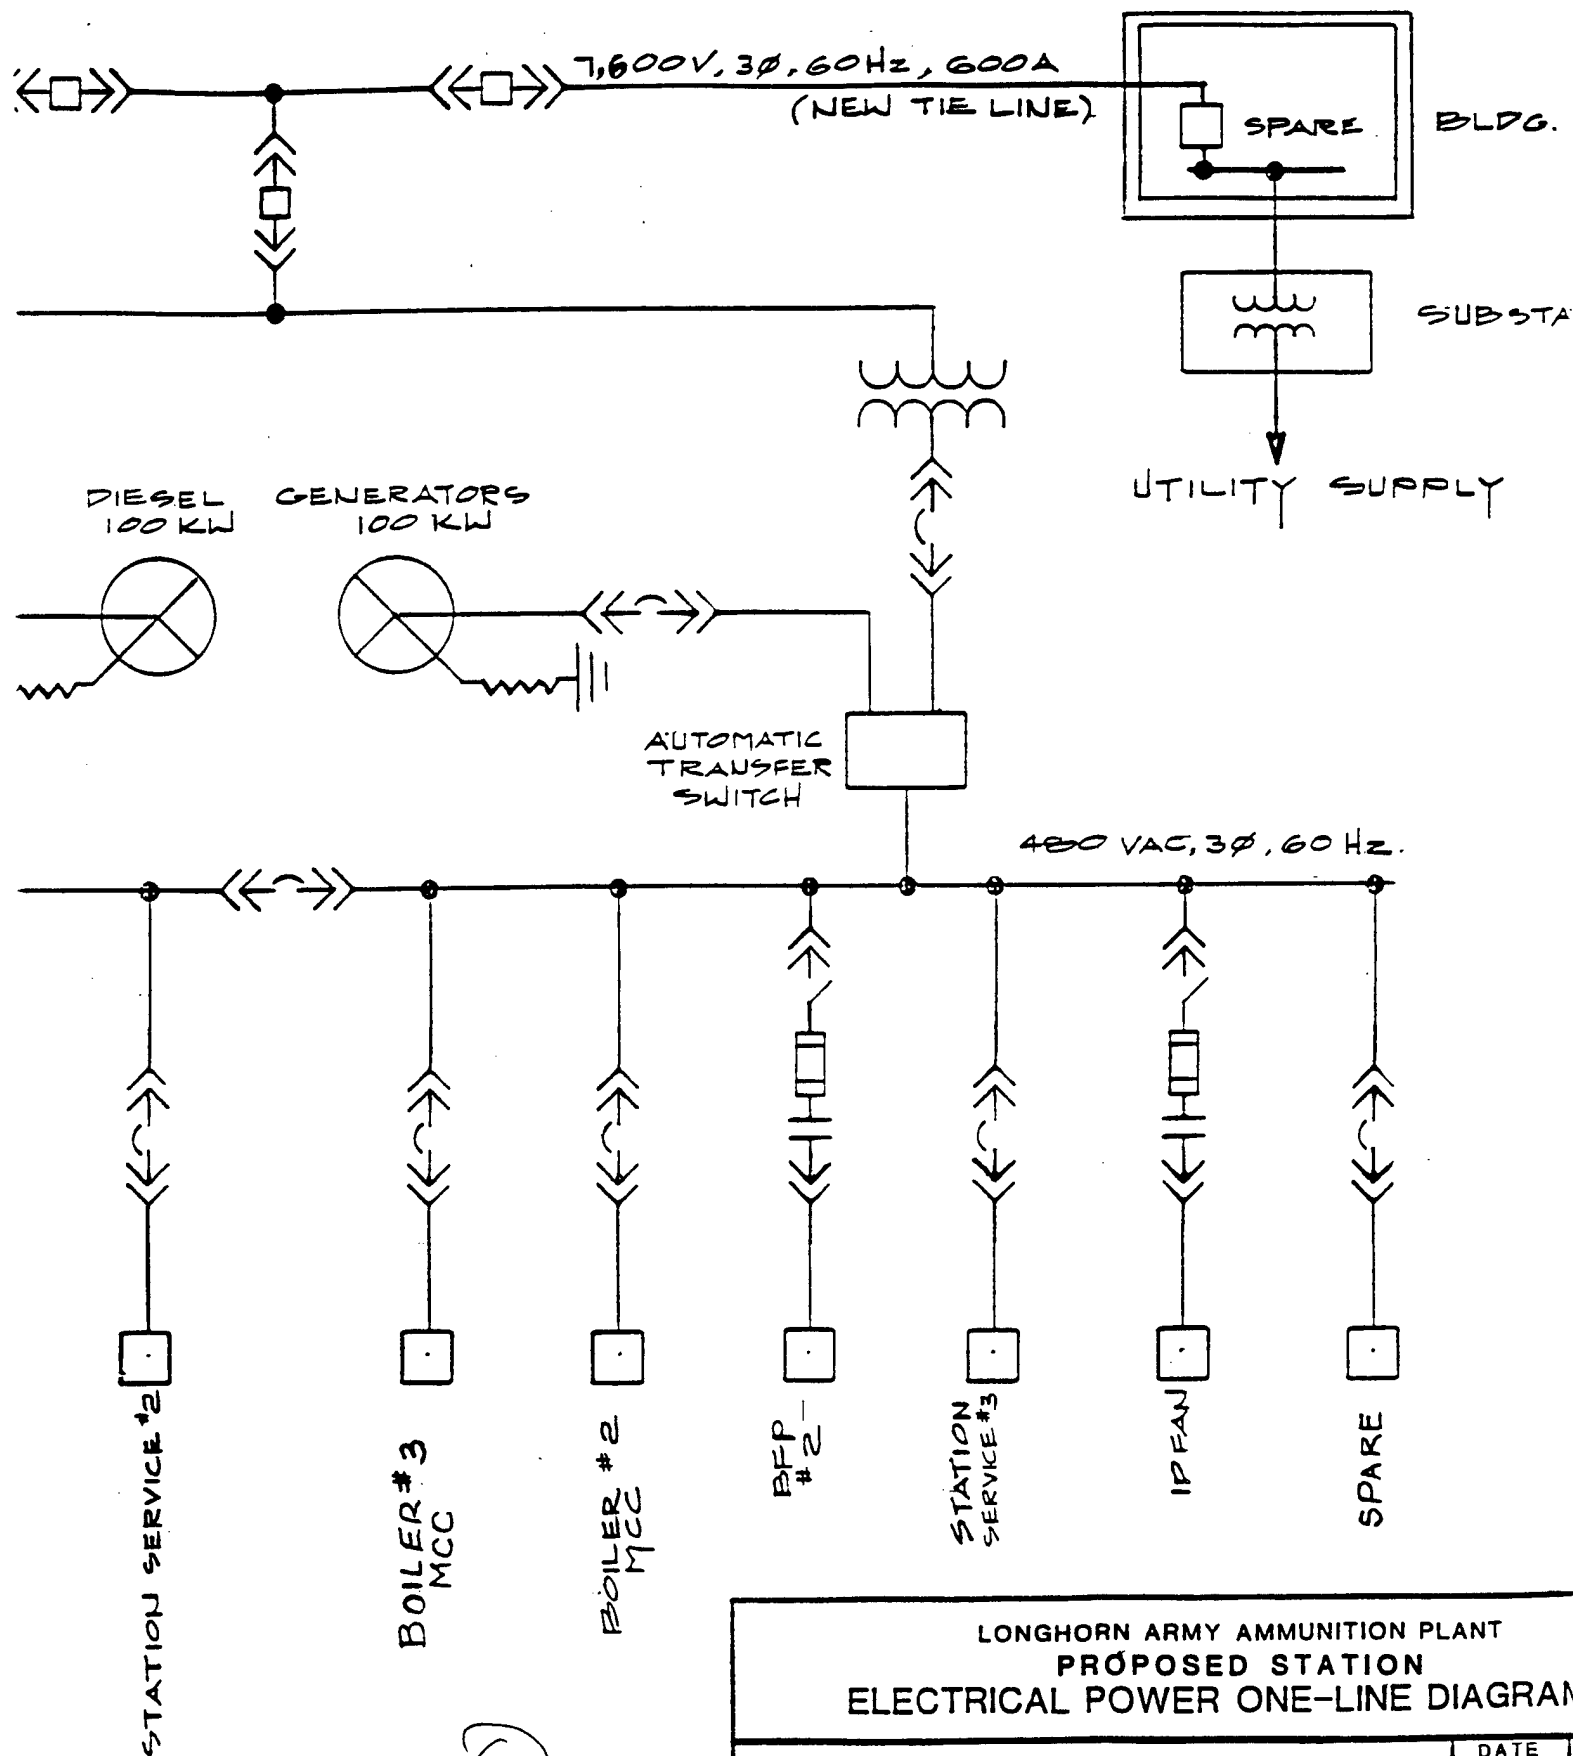 7,600V, 3Ø, 60Hz, 600A
(NEW TIE LINE)
SPARE
BLDG.
SUBSTA
UTILITY SUPPLY
DIESEL GENERATORS
100 KW 100 KW
AUTOMATIC
TRANSFER
SWITCH
480 VAC, 3Ø, 60 Hz.
STATION SERVICE #2
BOILER #3
MCC
BOILER #2
MCC
BFP
#2
STATION
SERVICE #3
ID FAN
SPARE
LONGHORN ARMY AMMUNITION PLANT
PROPOSED STATION
ELECTRICAL POWER ONE-LINE DIAGRAM
DATE